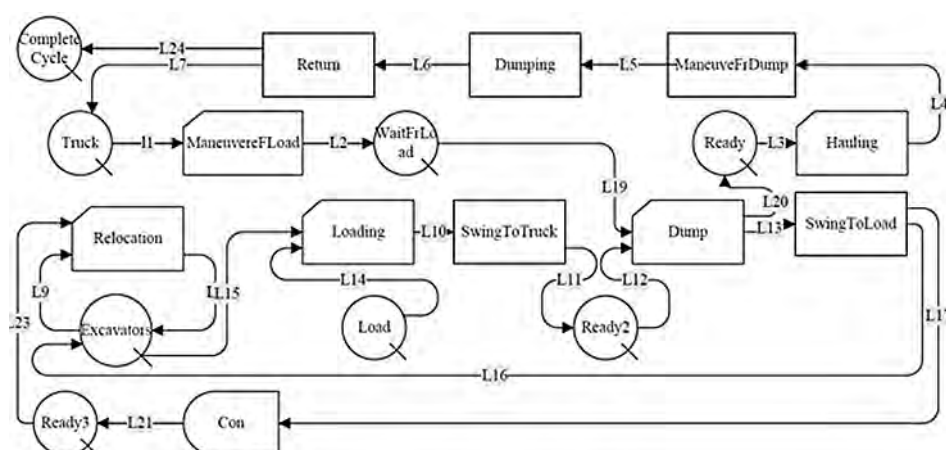 Complete
Cycle
L24
L7
Return
L6
Dumping
L5
ManeuveFrDump
L4
Truck
l1
ManeuvereFLoad
L2
WaitFrLo
ad
Ready
L3
Hauling
L19
L20
L13
Relocation
Loading
L10
SwingToTruck
Dump
SwingToLoad
L9
LL15
L14
L11
L12
L17
L23
Excavators
Load
Ready2
L16
Ready3
L21
Con